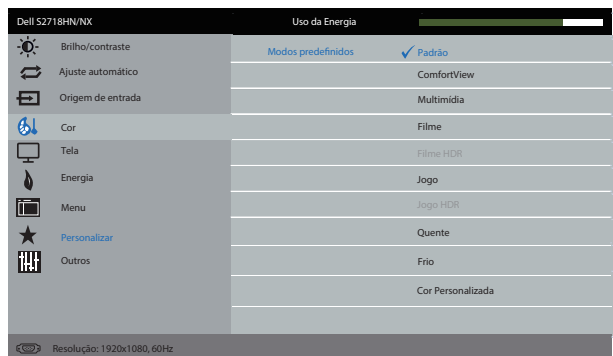 Dell S2718HN/NX
Uso da Energia
Brilho/contraste
Ajuste automático
Origem de entrada
Cor
Tela
Energia
Menu
Personalizar
Outros
Modos predefinidos
Padrão
ComfortView
Multimídia
Filme
Filme HDR
Jogo
Jogo HDR
Quente
Frio
Cor Personalizada
Resolução: 1920x1080, 60Hz